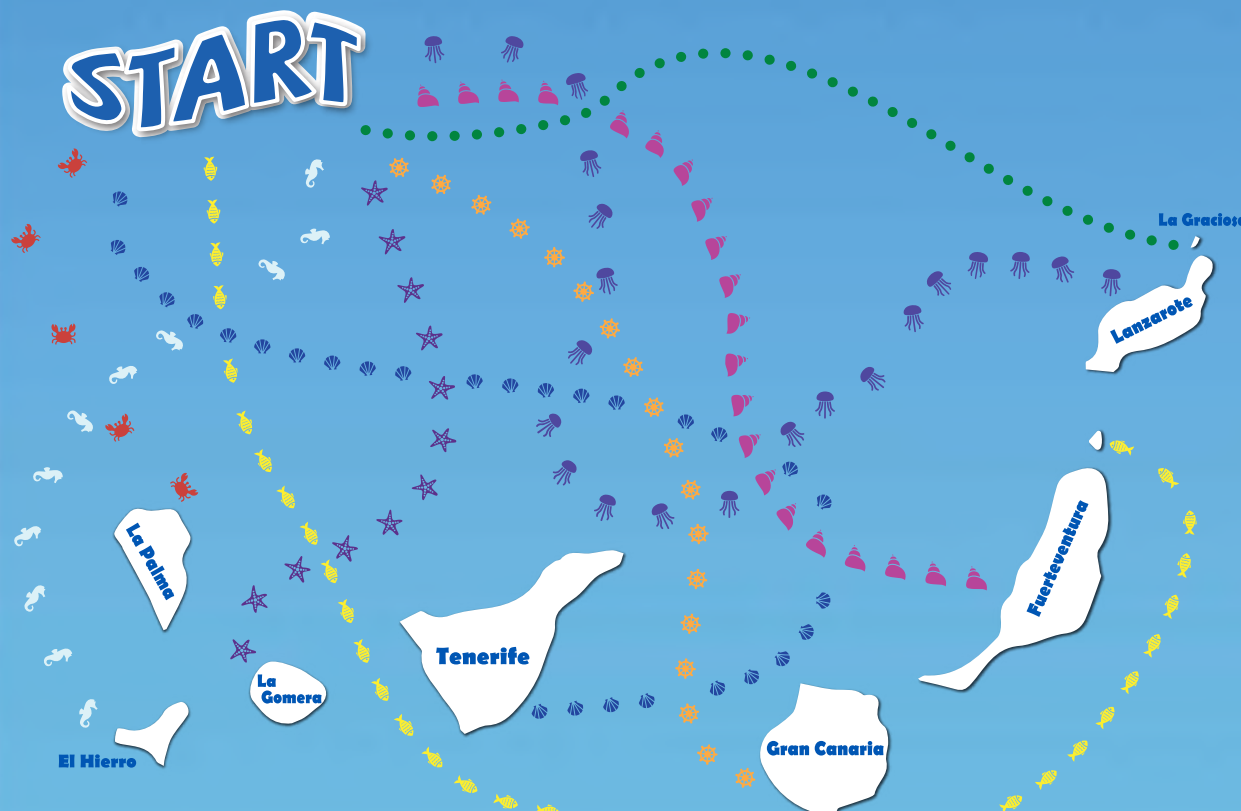 START
La Graciosa
Lanzarote
La Palma
Fuerteventura
Tenerife
La
Gomera
Gran Canaria
El Hierro